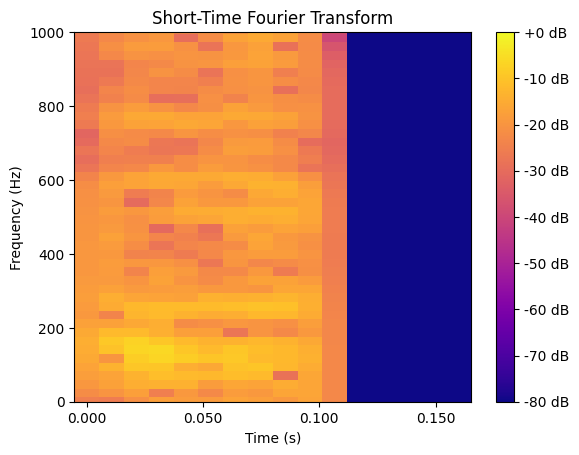 Short-Time Fourier Transform
1000
800
600
400
200
0
Frequency (Hz)
0.000
0.050
0.100
0.150
Time (s)
+0 dB
-10 dB
-20 dB
-30 dB
-40 dB
-50 dB
-60 dB
-70 dB
-80 dB